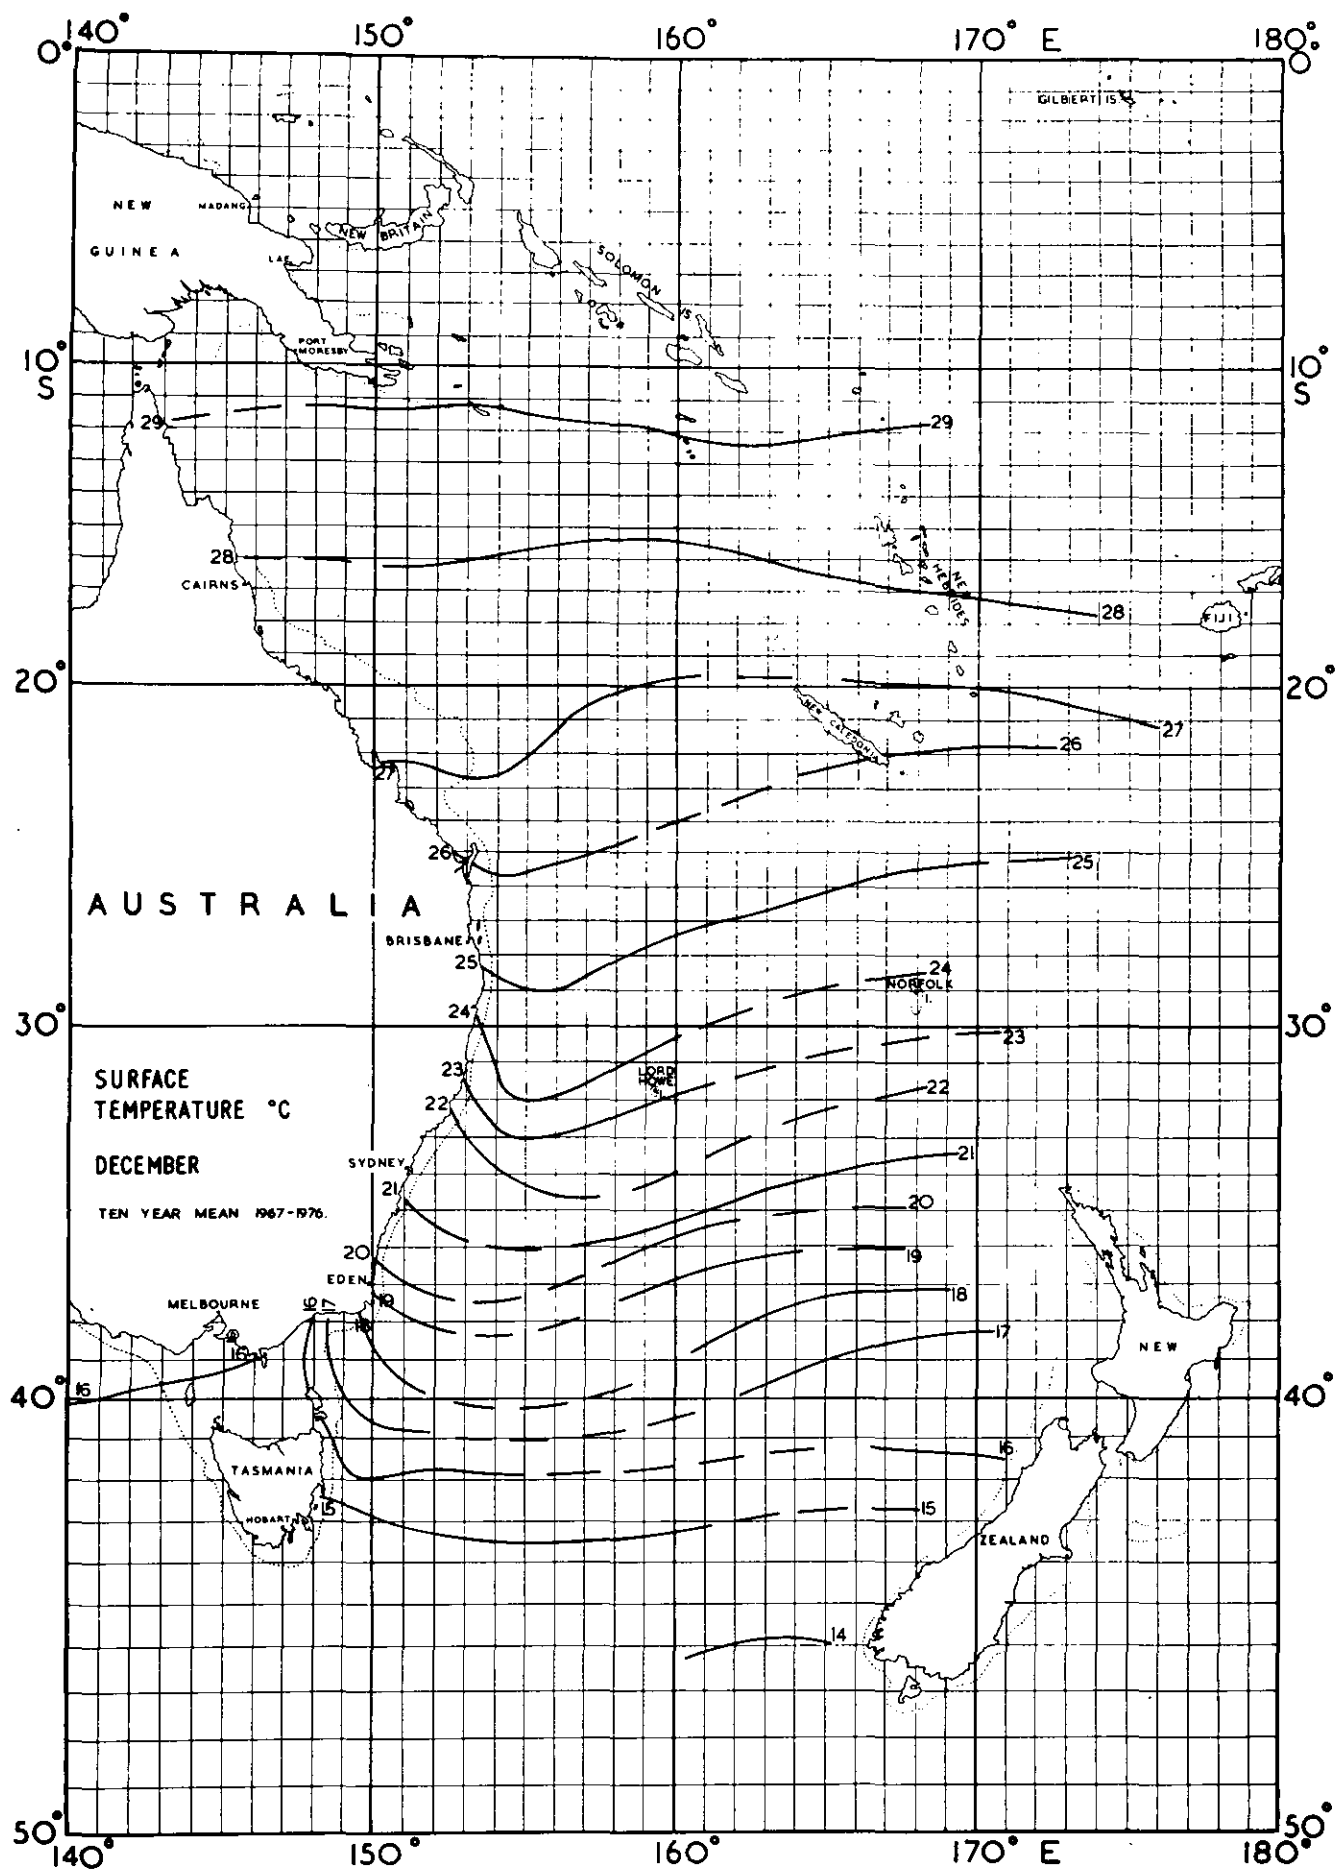 140° 150° 160° 170° E 180°
0° 0°
GILBERT IS
NEW
MADANG
NEW BRITAIN
GUINEA
LAE
SOLOMON
IS
PORT
MORESBY
10° 10°
S S
29 29
28
CAIRNS
NEW
HEBRIDES
28
FIJI
20° 20°
NEW CALEDONIA
27 27
26
26
25
AUSTRALIA
BRISBANE
25
24
NORFOLK
I.
24
30° 30°
23
LORD
HOWE
I.
23
SURFACE
TEMPERATURE °C
22
22
DECEMBER
SYDNEY
21
21
TEN YEAR MEAN 1967-1976.
20
20
19
EDEN
18
MELBOURNE
16 17 19
18
17
16
NEW
16
40° 40°
16
TASMANIA
15
15
HOBART
ZEALAND
14
50° 50°
140° 150° 160° 170° E 180°